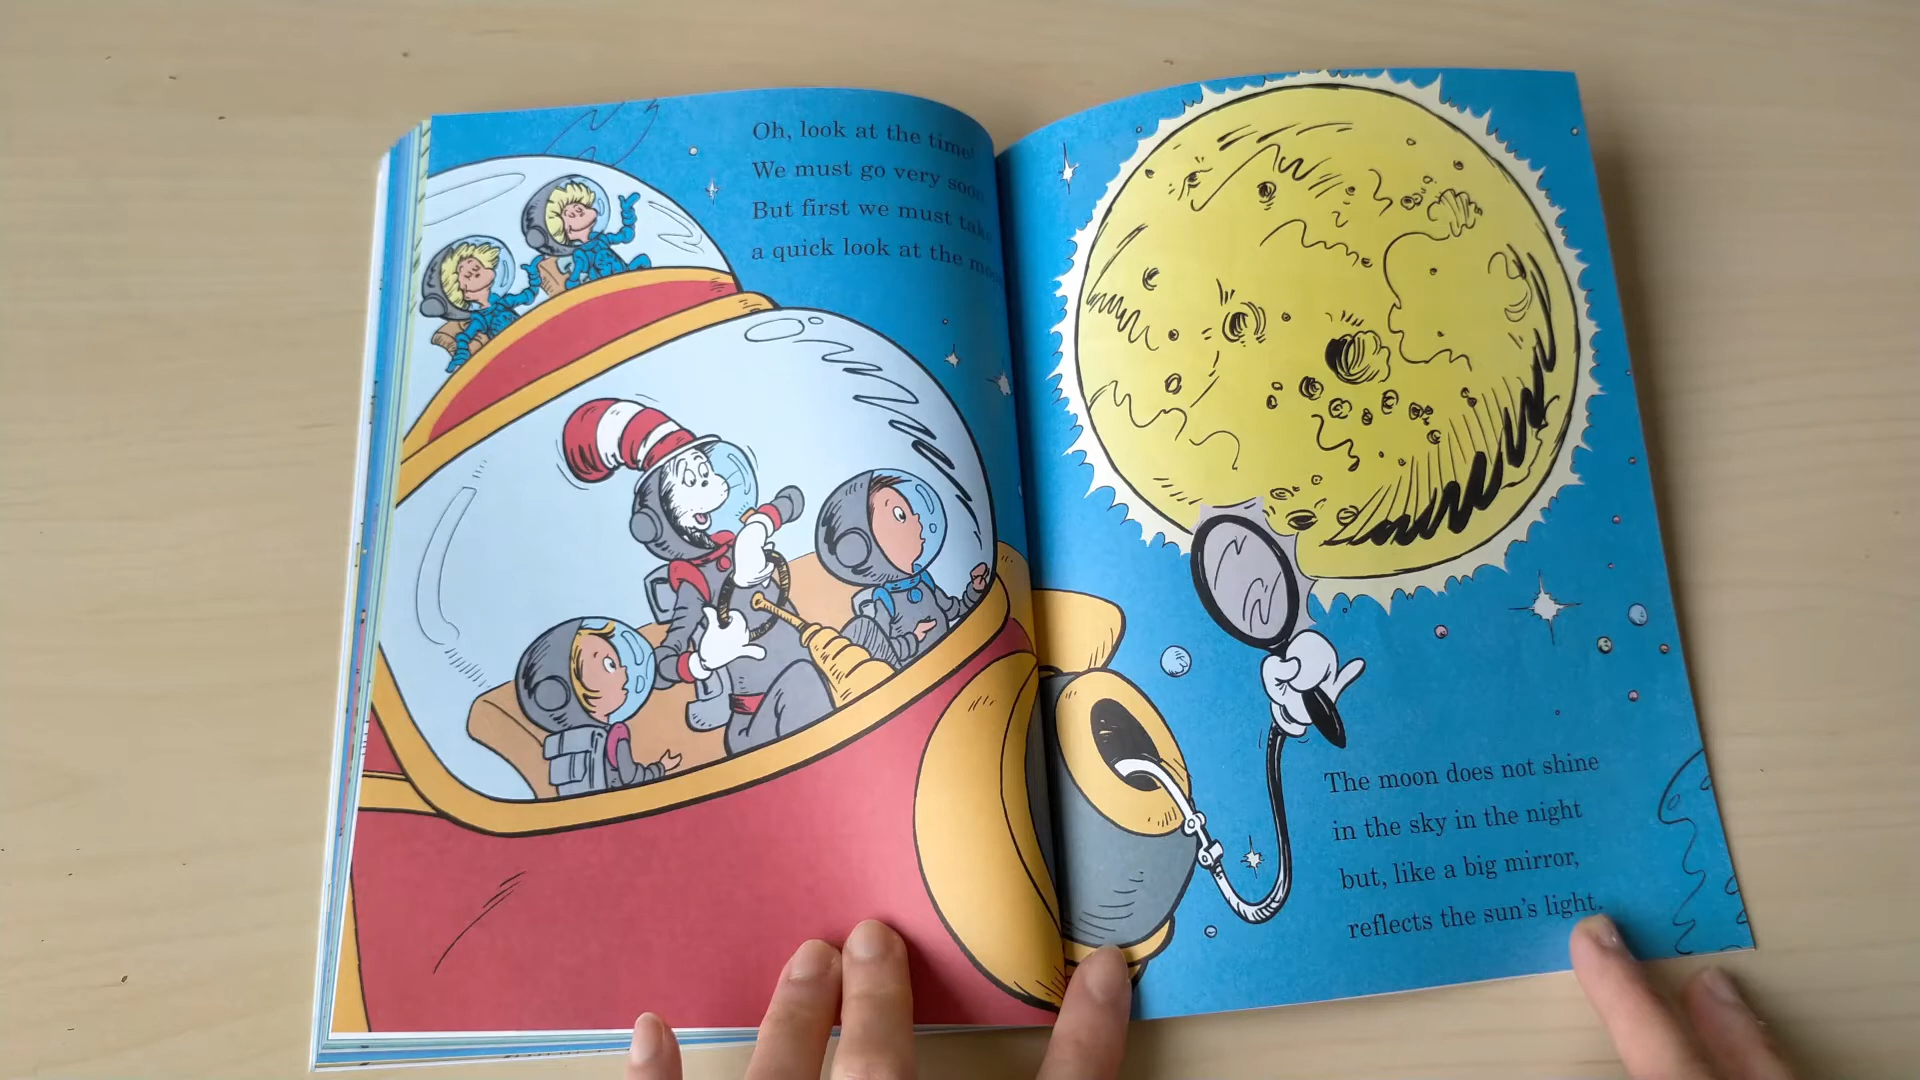 Oh, look at the time!
We must go very soon
But first we must take
a quick look at the
The moon does not shine
in the sky in the night
but, like a big mirror,
reflects the sun's light.